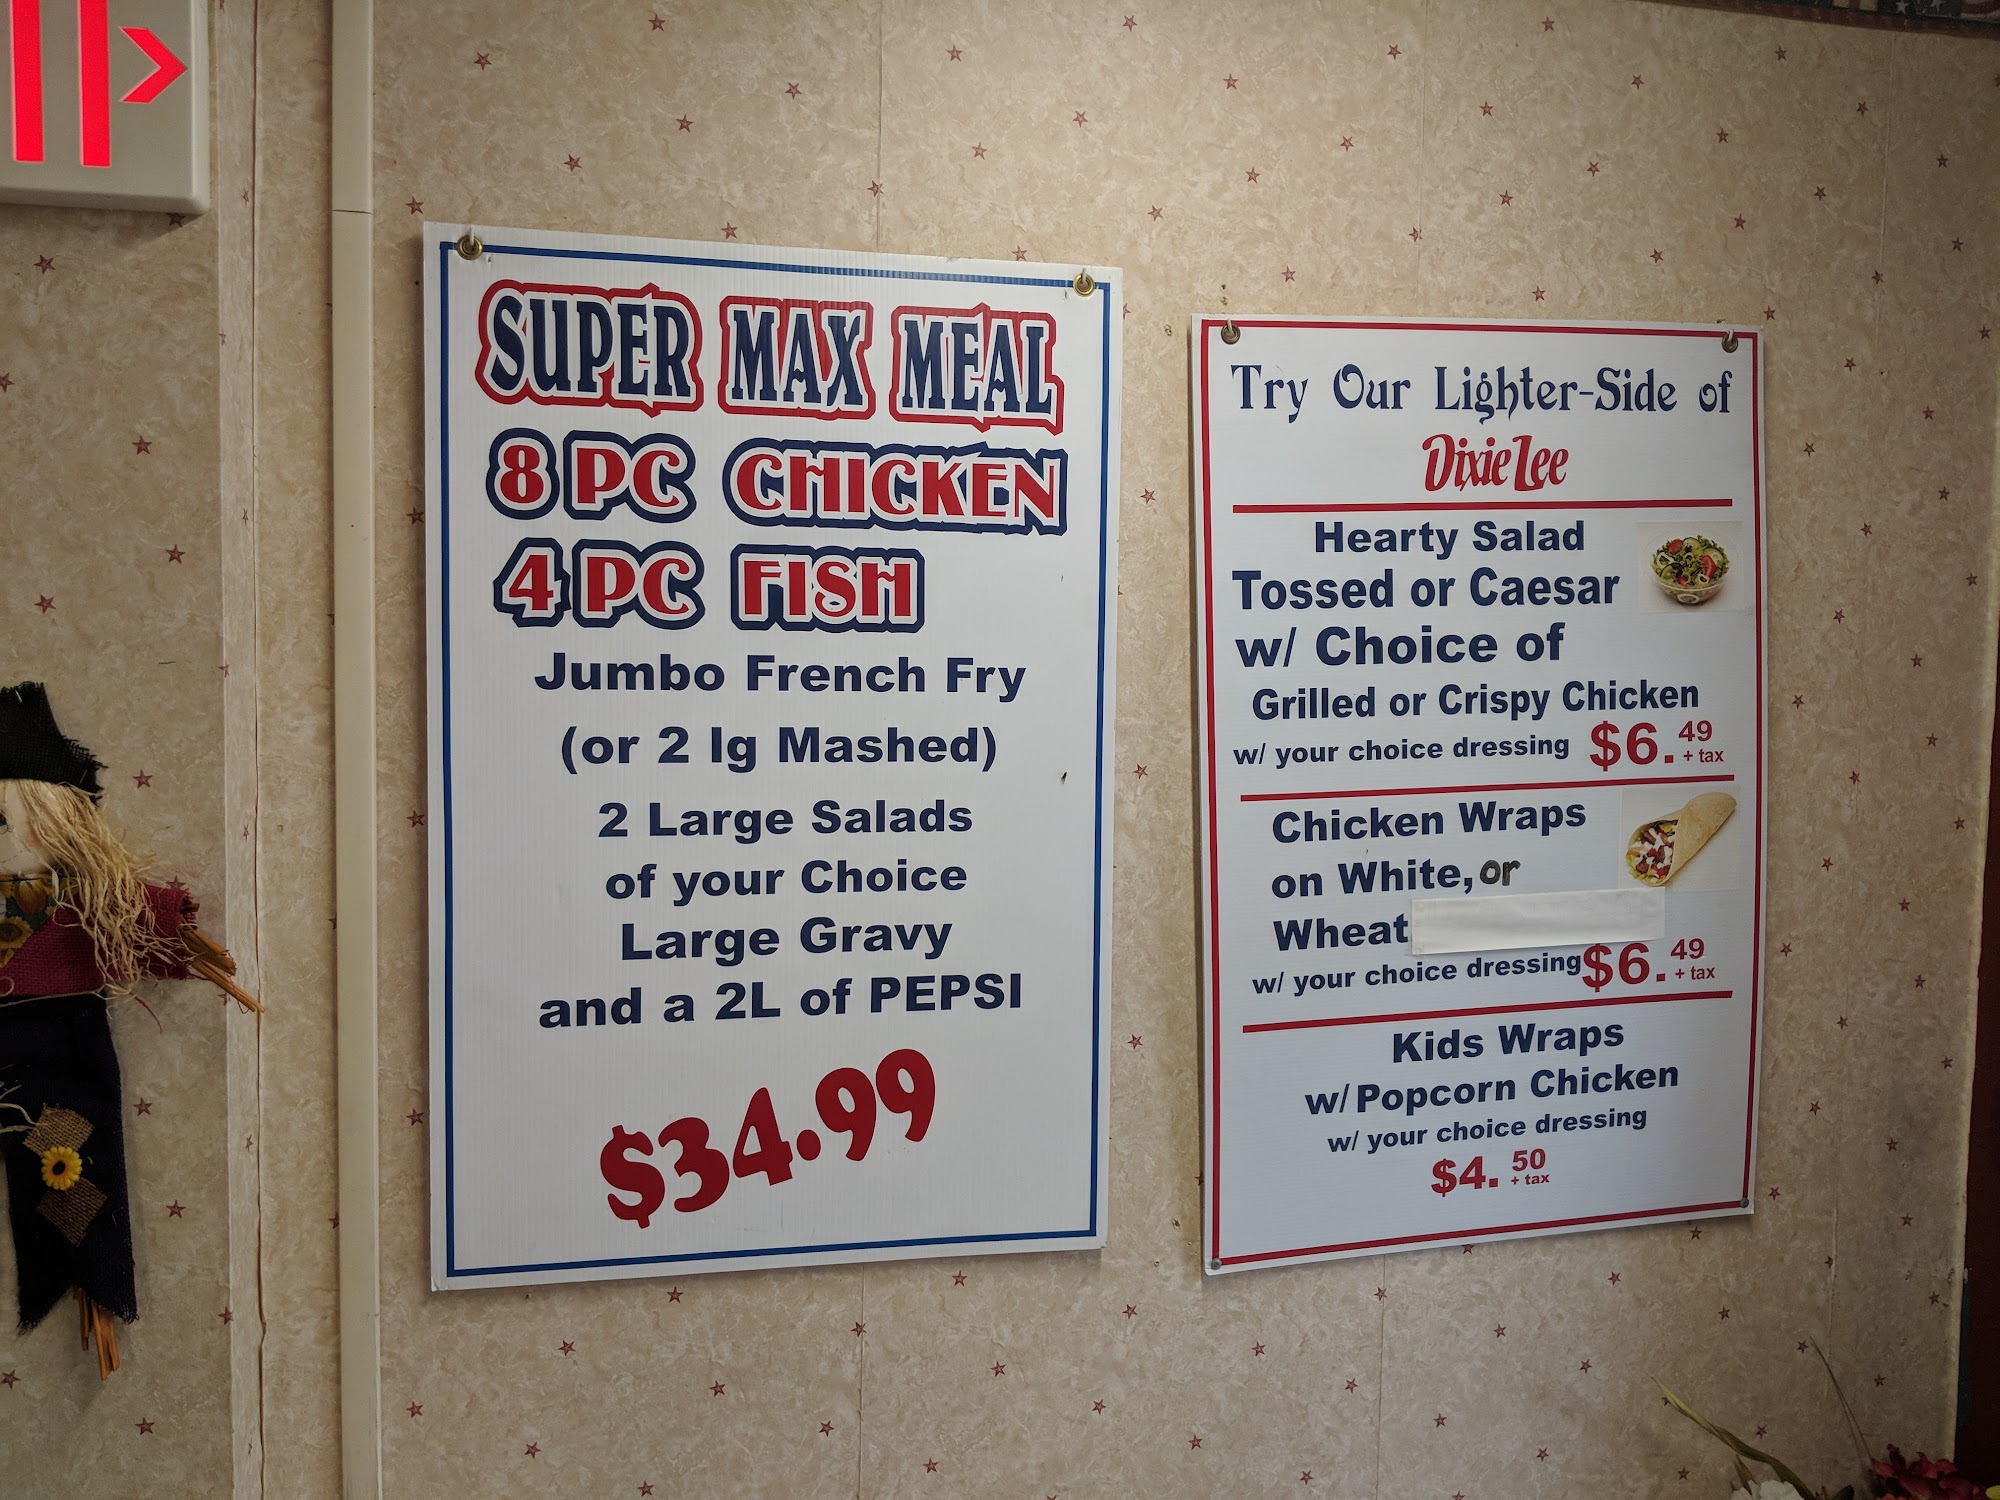 SUPER MAX MEAL
8 PC CHICKEN
4 PC FISH
Jumbo French Fry
(or 2 lg Mashed)
2 Large Salads
of your Choice
Large Gravy
and a 2L of PEPSI
$34.99
Try Our Lighter-Side of
Dixie Lee
Hearty Salad
Tossed or Caesar
w/ Choice of
Grilled or Crispy Chicken
w/ your choice dressing $6.49 + tax
Chicken Wraps
on White, or
Wheat
w/ your choice dressing $6.49 + tax
Kids Wraps
w/ Popcorn Chicken
w/ your choice dressing
$4.50 + tax